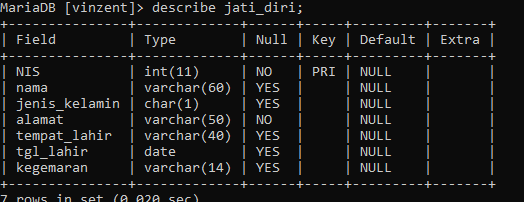 MariaDB [vinzent]> describe jati_diri;
+---------------+-------------+------+-----+---------+-------+
| Field         | Type        | Null | Key | Default | Extra |
+---------------+-------------+------+-----+---------+-------+
| NIS           | int(11)     | NO   | PRI | NULL    |       |
| nama          | varchar(60) | YES  |     | NULL    |       |
| jenis_kelamin | char(1)     | YES  |     | NULL    |       |
| alamat        | varchar(50) | NO   |     | NULL    |       |
| tempat_lahir  | varchar(40) | YES  |     | NULL    |       |
| tgl_lahir     | date        | YES  |     | NULL    |       |
| kegemaran     | varchar(14) | YES  |     | NULL    |       |
+---------------+-------------+------+-----+---------+-------+
7 rows in set (0.020 sec)